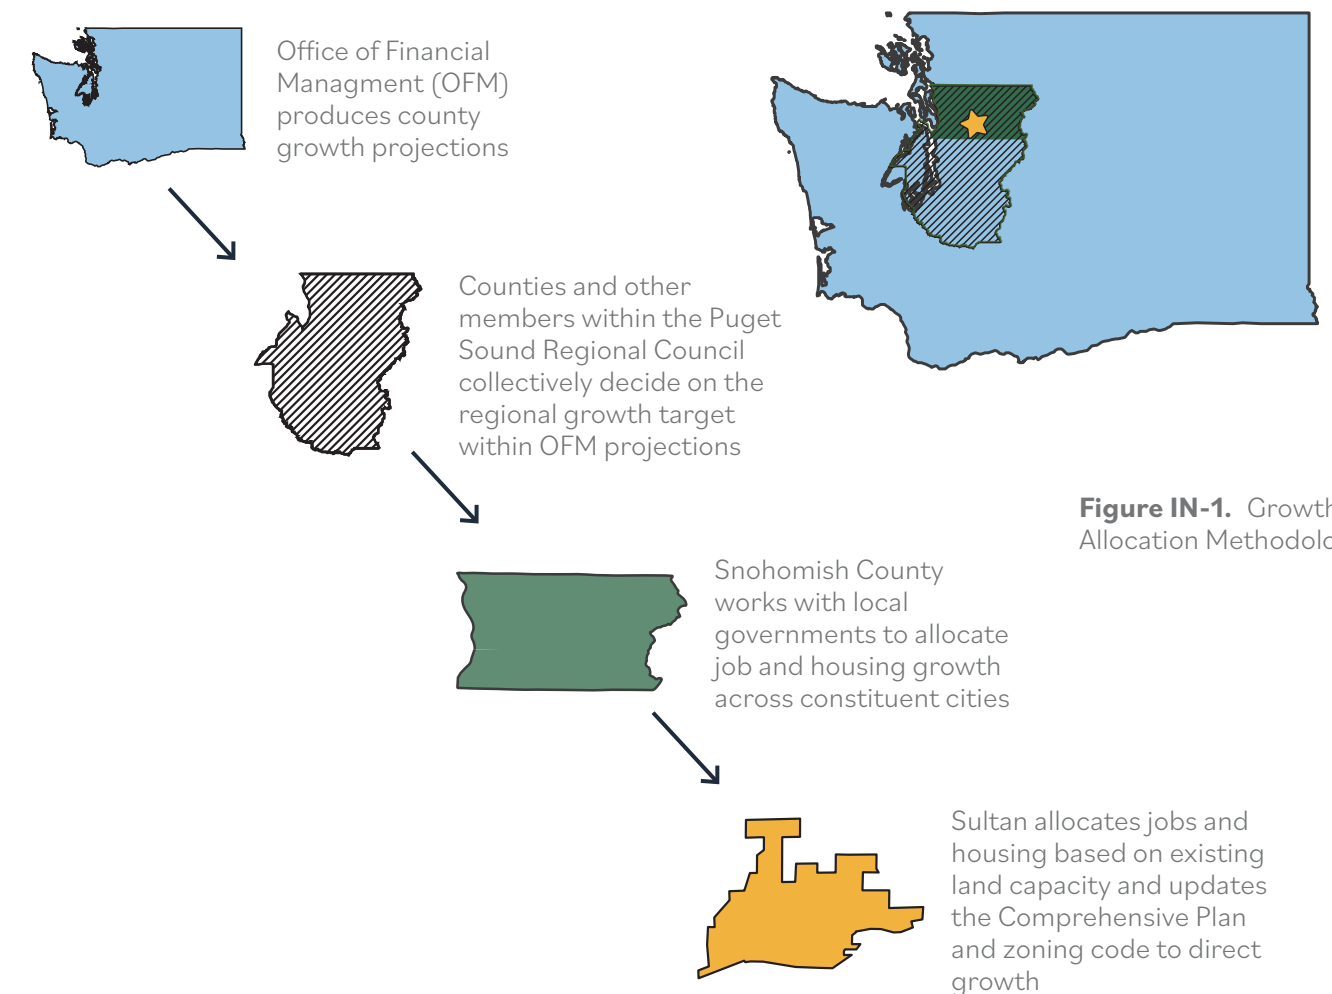 Office of Financial
Managment (OFM)
produces county
growth projections
Counties and other
members within the Puget
Sound Regional Council
collectively decide on the
regional growth target
within OFM projections
Figure IN-1. Growth
Allocation
Snohomish County
works with local
governments to allocate
job and housing growth
across constituent cities
Sultan allocates jobs and
housing based on existing
land capacity and updates
the Comprehensive Plan
and zoning code to direct
growth